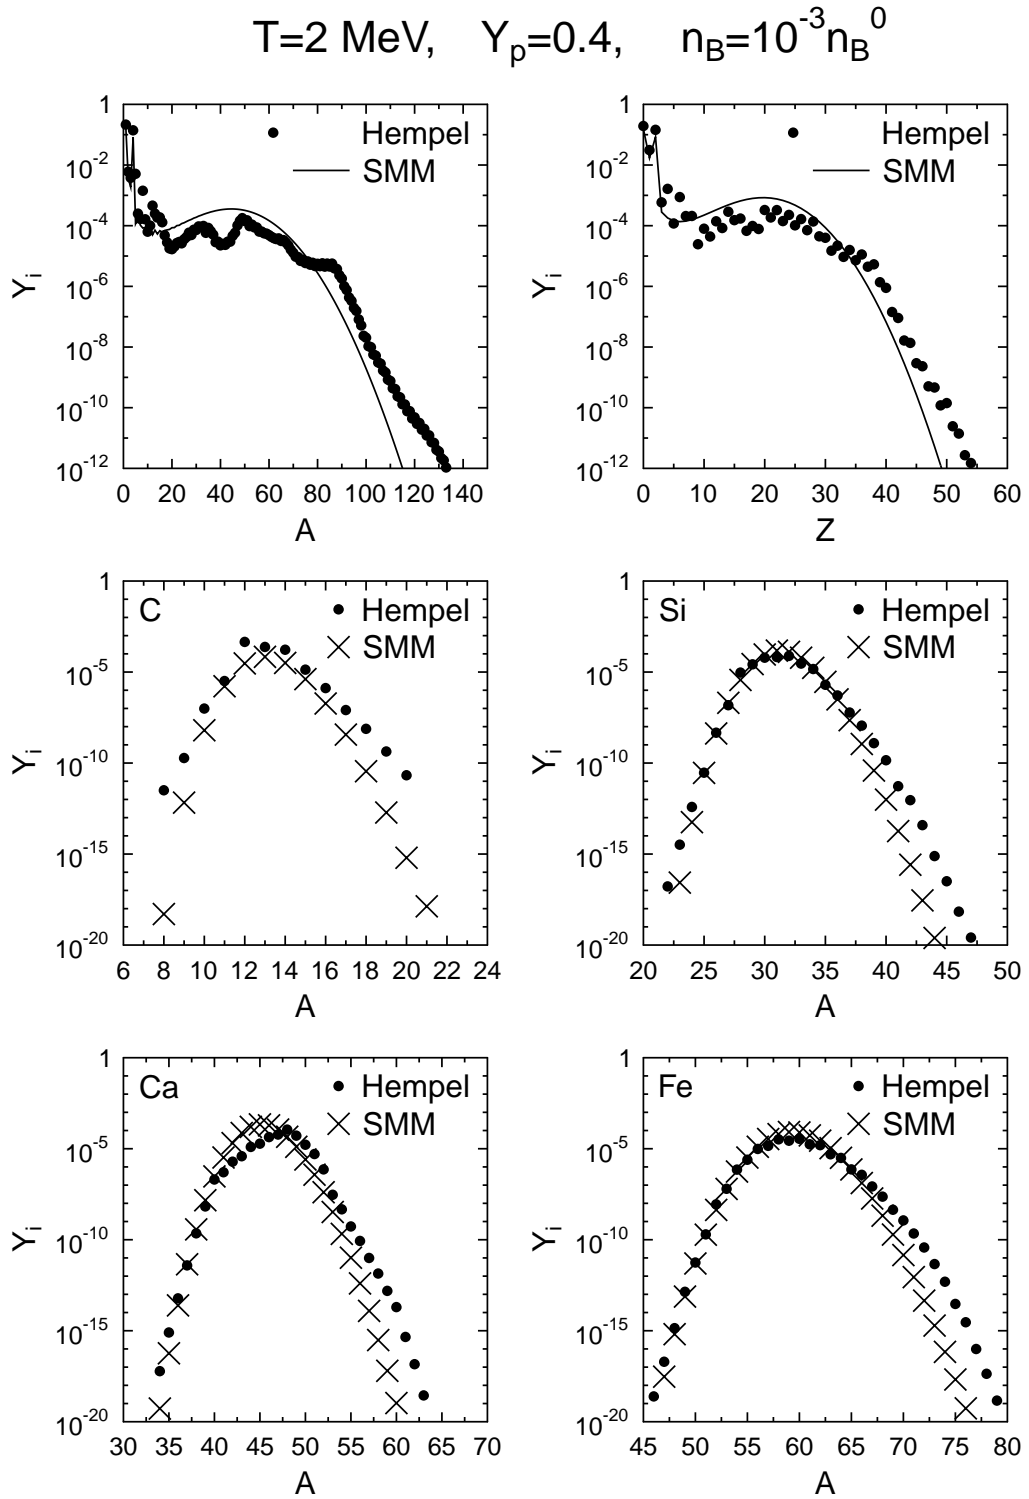 T=2 MeV, Y_p=0.4, n_B=10^-3 n_B^0
1
10^-2
10^-4
10^-6
10^-8
10^-10
10^-12
Y_i
Hempel
SMM
0 20 40 60 80 100 120 140
A
1
10^-2
10^-4
10^-6
10^-8
10^-10
10^-12
Y_i
Hempel
SMM
0 10 20 30 40 50 60
Z
1
10^-5
10^-10
10^-15
10^-20
Y_i
C
Hempel
SMM
6 8 10 12 14 16 18 20 22 24
A
1
10^-5
10^-10
10^-15
10^-20
Y_i
Si
Hempel
SMM
20 25 30 35 40 45 50
A
1
10^-5
10^-10
10^-15
10^-20
Y_i
Ca
Hempel
SMM
30 35 40 45 50 55 60 65 70
A
1
10^-5
10^-10
10^-15
10^-20
Y_i
Fe
Hempel
SMM
45 50 55 60 65 70 75 80
A